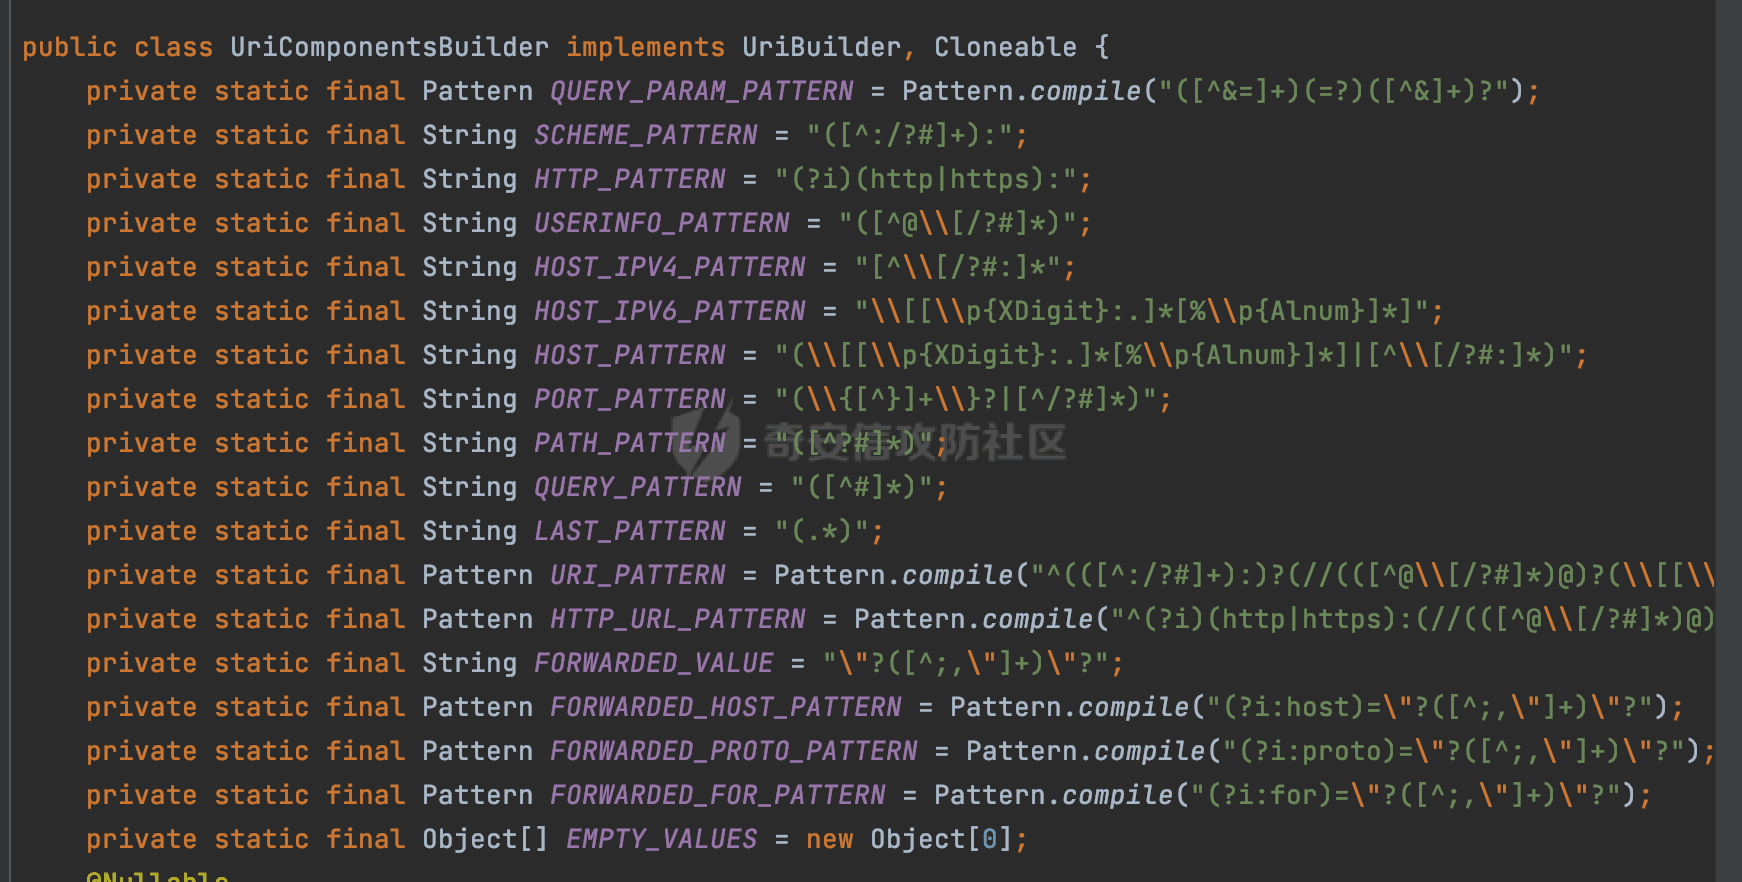 public class UriComponentsBuilder implements UriBuilder, Cloneable {
private static final Pattern QUERY_PARAM_PATTERN = Pattern.compile("([^&=]+)(=?)([^&]+)?");
private static final String SCHEME_PATTERN = "([^:/?#]+):";
private static final String HTTP_PATTERN = "(?i)(http|https):";
private static final String USERINFO_PATTERN = "([^@\\[/?#]*)";
private static final String HOST_IPV4_PATTERN = "[^\\[/?#:]*";
private static final String HOST_IPV6_PATTERN = "\\[[\\p{XDigit}:.]*[%\\p{Alnum}]*]";
private static final String HOST_PATTERN = "(\\[[\\p{XDigit}:.]*[%\\p{Alnum}]*]|[^\\[/?#:]*)";
private static final String PORT_PATTERN = "(\\{[^}]+\\}?|[^/?#]*)";
private static final String PATH_PATTERN = "([^?#]*)";
奇安信攻防社区
private static final String QUERY_PATTERN = "([^#]*)";
private static final String LAST_PATTERN = "(.*)";
private static final Pattern URI_PATTERN = Pattern.compile("^(([^:/?#]+):)?(//(([^@\\[/?#]*)@)?(\\[[\\
private static final Pattern HTTP_URL_PATTERN = Pattern.compile("^(?i)(http|https):(//(([^@\\[/?#]*)@)
private static final String FORWARDED_VALUE = "\"?([^;,\"]+)\"?";
private static final Pattern FORWARDED_HOST_PATTERN = Pattern.compile("(?i:host)=\"?([^;,\"]+)\"?");
private static final Pattern FORWARDED_PROTO_PATTERN = Pattern.compile("(?i:proto)=\"?([^;,\"]+)\"?");
private static final Pattern FORWARDED_FOR_PATTERN = Pattern.compile("(?i:for)=\"?([^;,\"]+)\"?");
private static final Object[] EMPTY_VALUES = new Object[0];
@Nullable